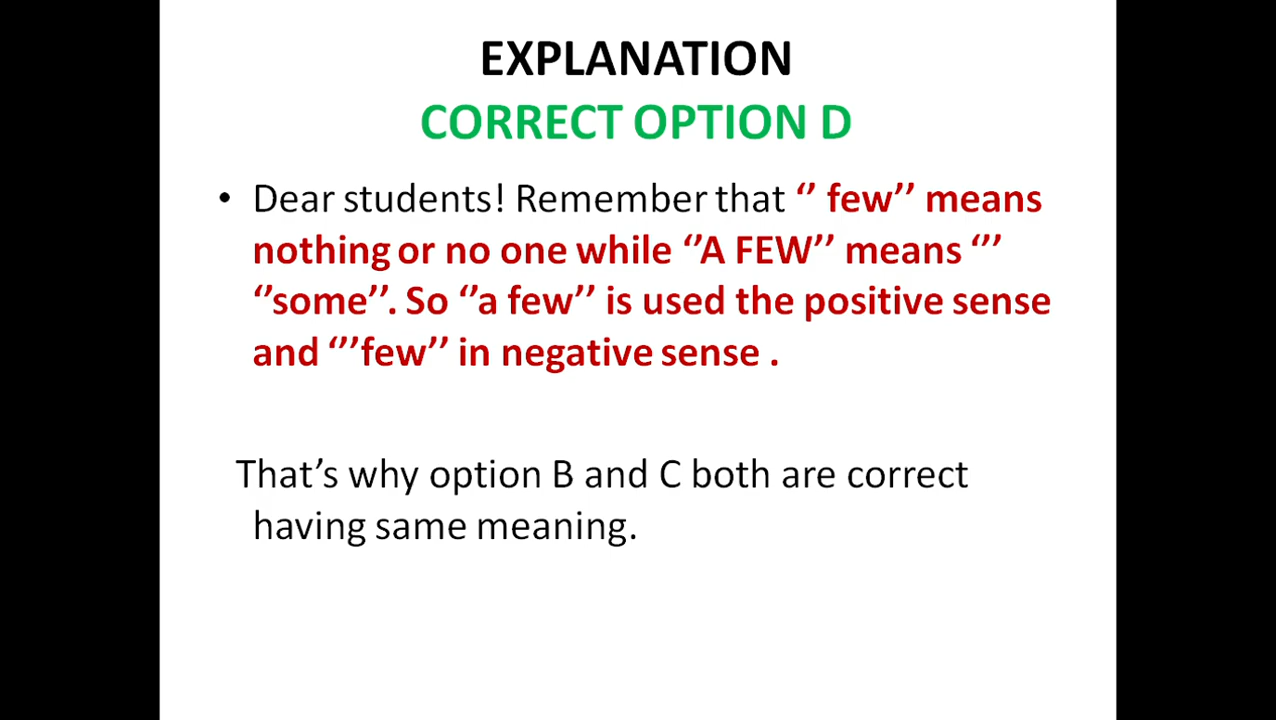 EXPLANATION
CORRECT OPTION D
• Dear students! Remember that ‘’ few’’ means
nothing or no one while ‘’A FEW’’ means ‘’’
‘’some’’. So ‘’a few’’ is used the positive sense
and ‘’’few’’ in negative sense .
That’s why option B and C both are correct
having same meaning.